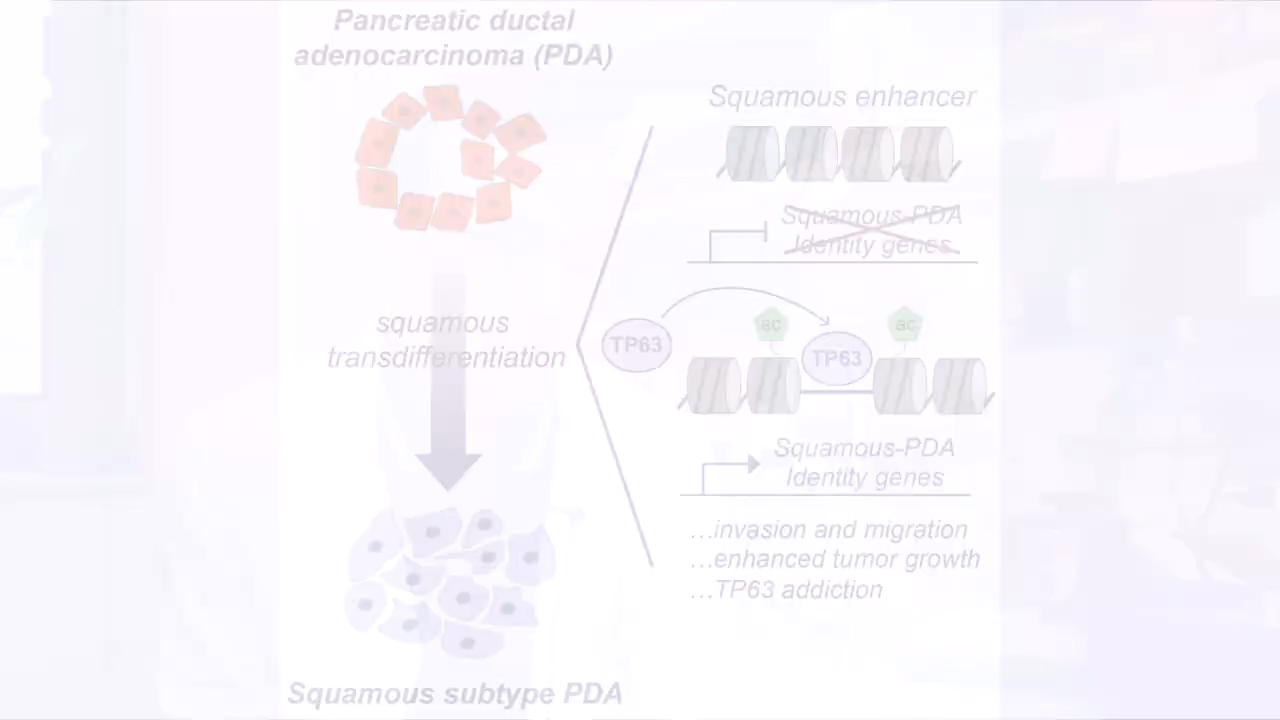 Pancreatic ductal
adenocarcinoma (PDA)
Squamous enhancer
Squamous-PDA
Identity genes
squamous
transdifferentiation
TP63
ac
TP63
ac
Squamous-PDA
Identity genes
...invasion and migration
...enhanced tumor growth
...TP63 addiction
Squamous subtype PDA